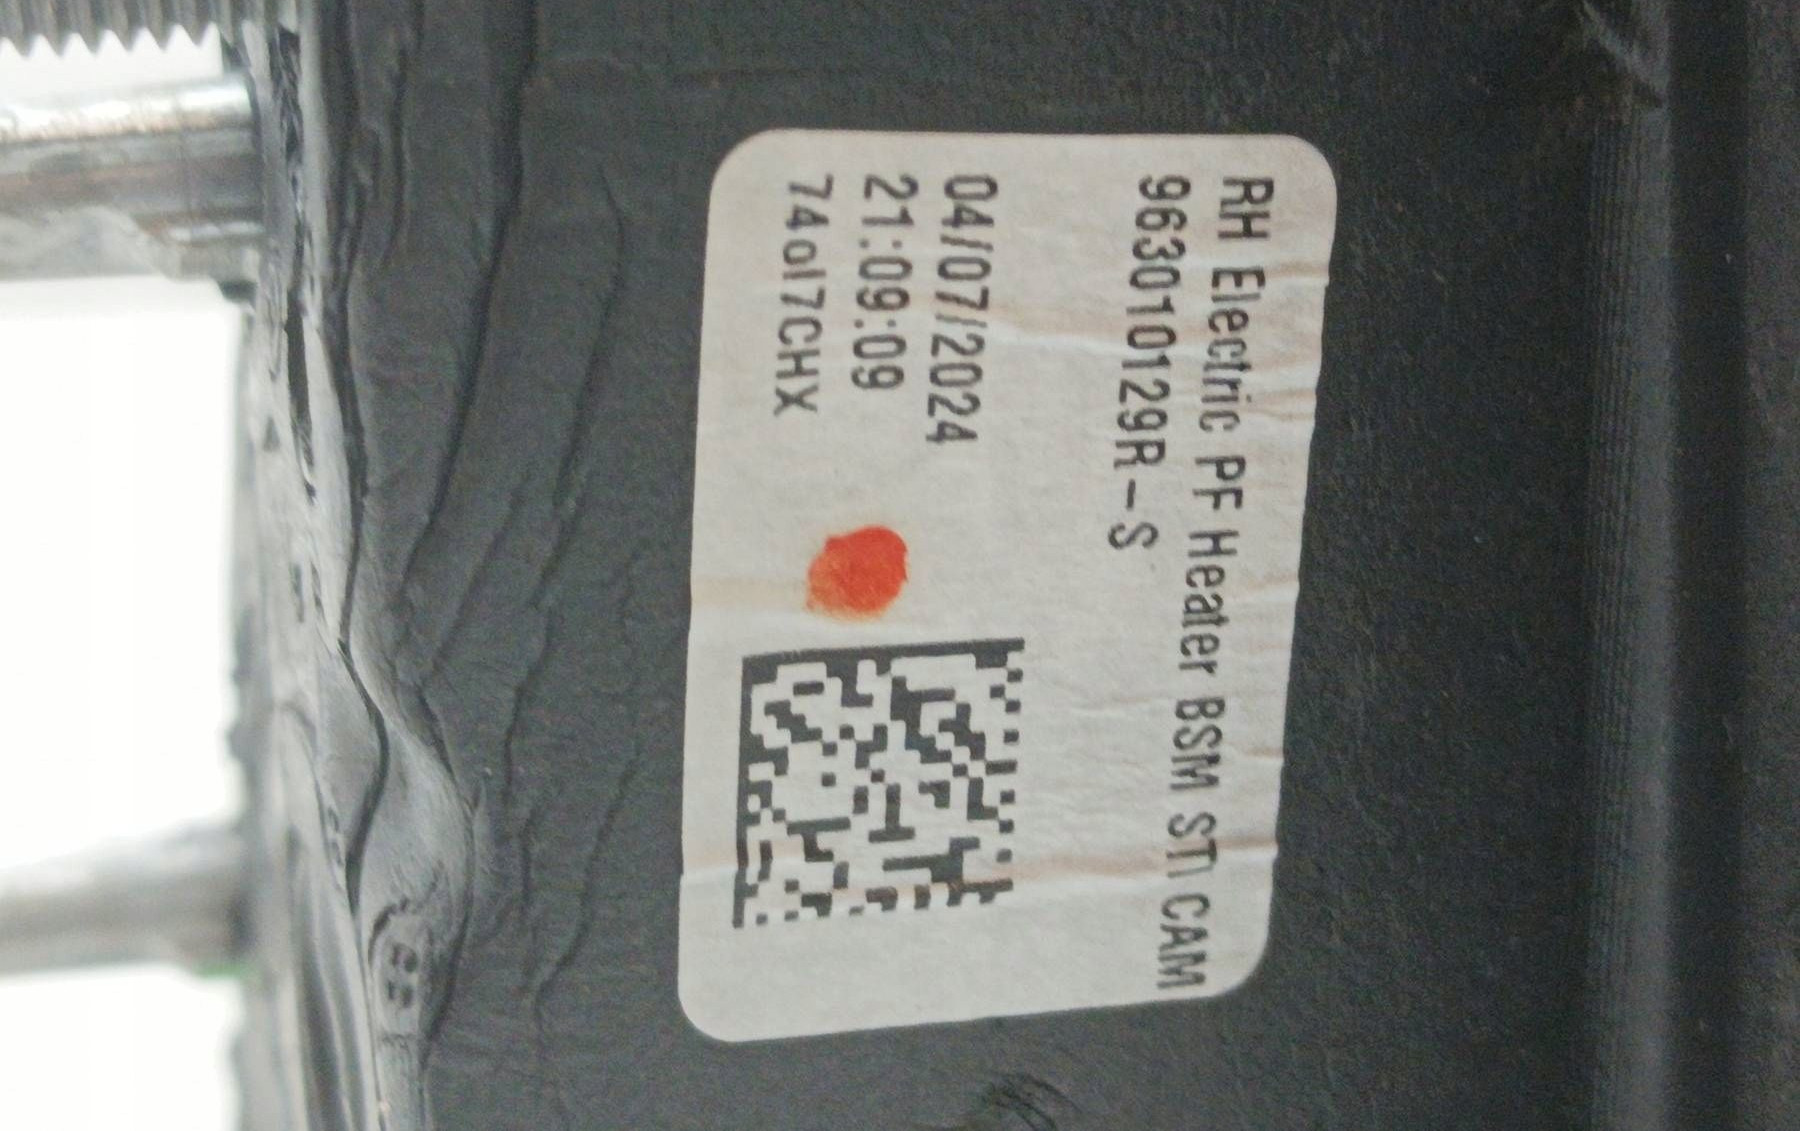 RH Electric PF Heater BSM STI CAM
963010129R-S
04/07/2024
21:09:09
74ol7CHX